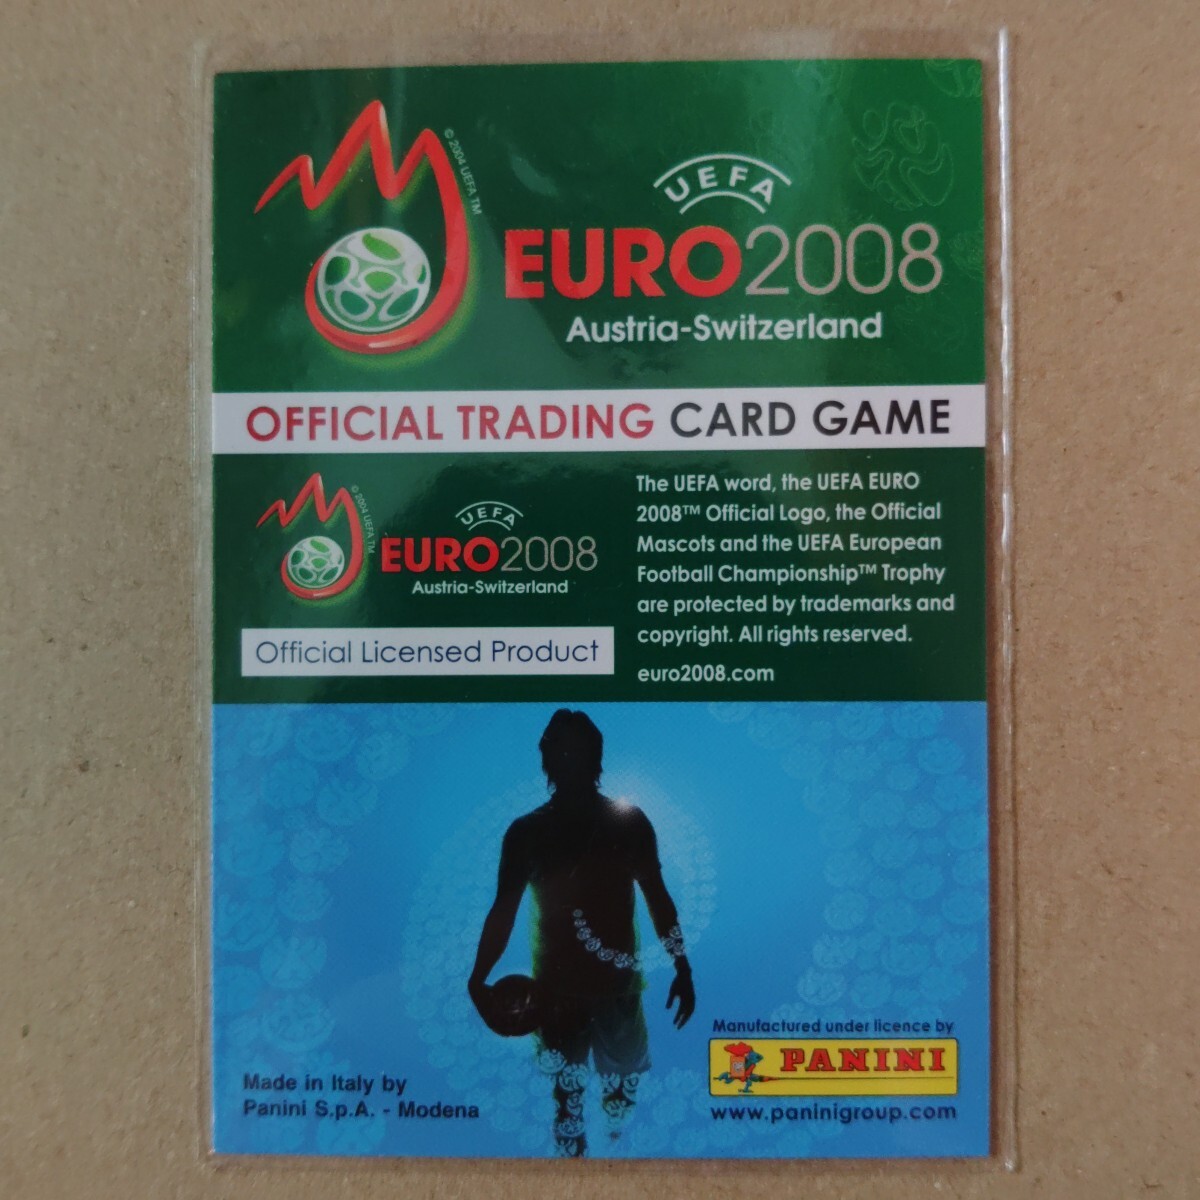 © 2004 UEFA TM
UEFA
EURO2008
Austria-Switzerland
OFFICIAL TRADING CARD GAME
© 2004 UEFA TM
UEFA
EURO2008
Austria-Switzerland
Official Licensed Product
The UEFA word, the UEFA EURO
2008™ Official Logo, the Official
Mascots and the UEFA European
Football Championship™ Trophy
are protected by trademarks and
copyright. All rights reserved.
euro2008.com
Manufactured under licence by
PANINI
www.paninigroup.com
Made in Italy by
Panini S.p.A. - Modena